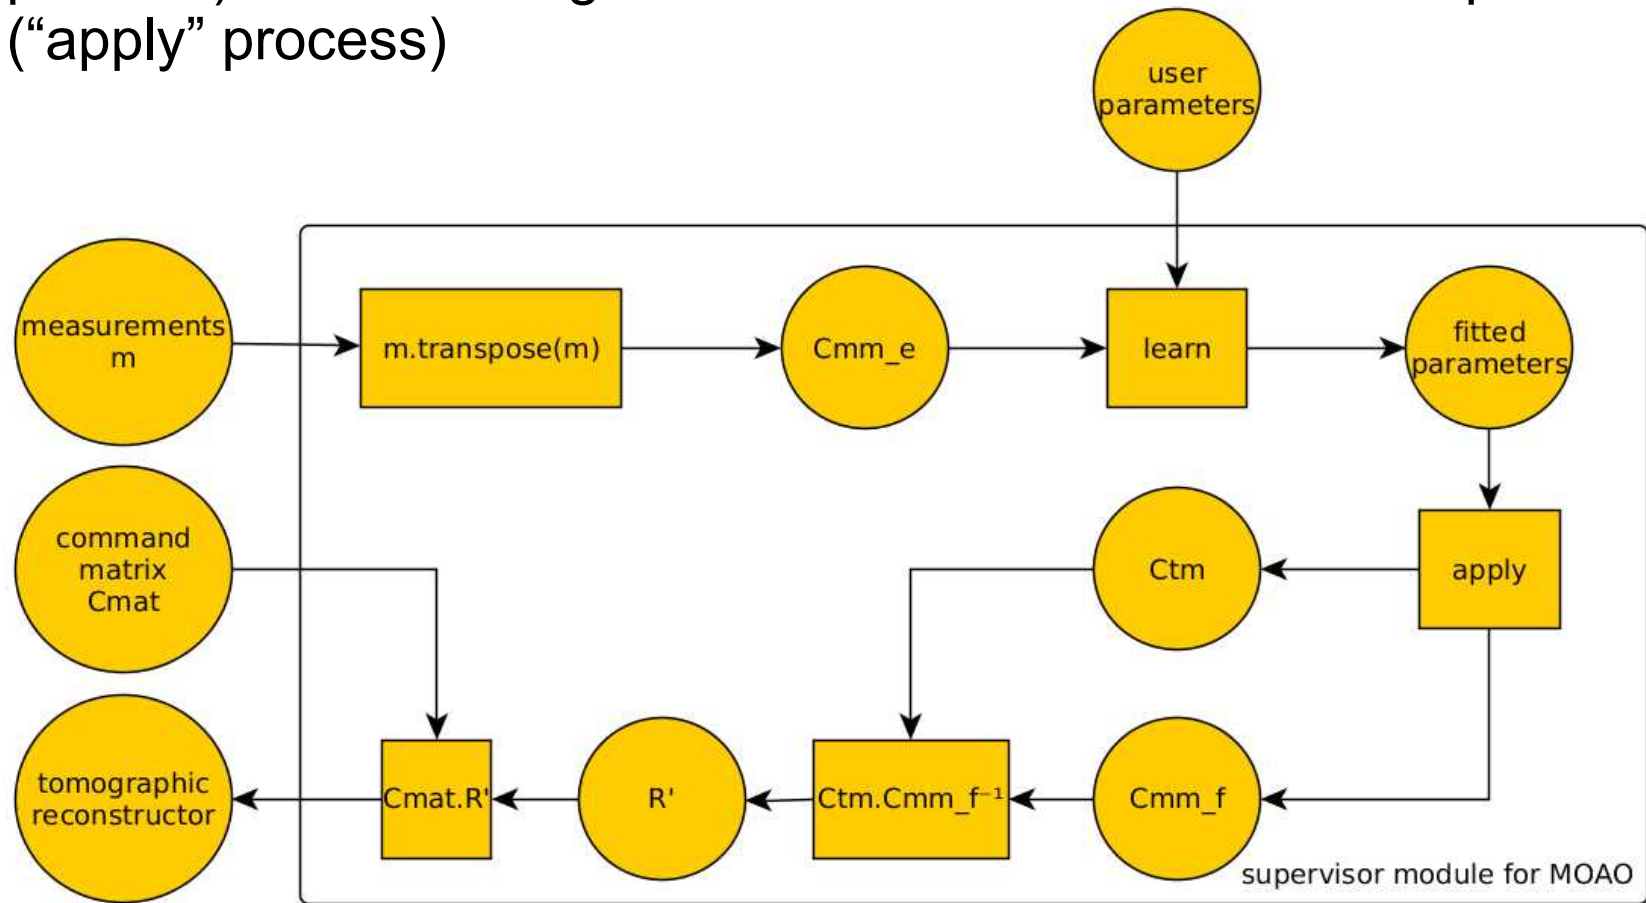 (“apply” process)
user
parameters
measurements
m
m.transpose(m)
Cmm_e
learn
fitted
parameters
command
matrix
Cmat
Ctm
apply
tomographic
reconstructor
Cmat.R'
R'
Ctm.Cmm_f⁻¹
Cmm_f
supervisor module for MOAO